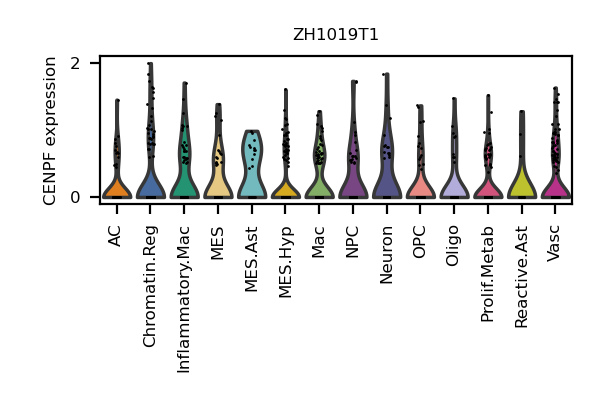 ZH1019T1
CENPF expression
2
0
AC
Chromatin.Reg
Inflammatory.Mac
MES
MES.Ast
MES.Hyp
Mac
NPC
Neuron
OPC
Oligo
Prolif.Metab
Reactive.Ast
Vasc